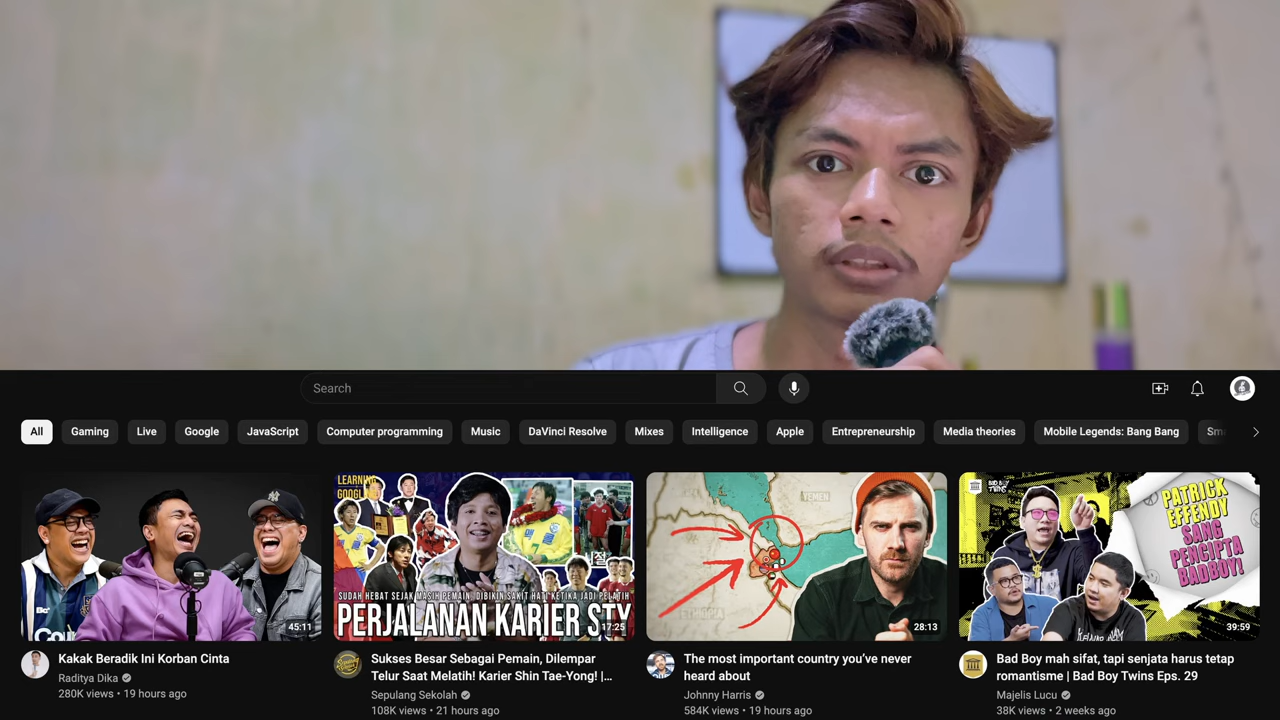 Search
All
Gaming
Live
Google
JavaScript
Computer programming
Music
DaVinci Resolve
Mixes
Intelligence
Apple
Entrepreneurship
Media theories
Mobile Legends: Bang Bang
LEARNING
GOOGL
SUDAH HEBAT SEJAK MASIH PEMAIN, DIBIKIN SAKIT HATI KETIKA JADI PELATIH
PERJALANAN KARIER STY
YEMEN
ETHIOPIA
BAD BOY
TWINS
PATRICK
EFFENDY
SANG
PENCIPTA
BADBOY!
45:11
17:25
28:13
39:59
Kakak Beradik Ini Korban Cinta
Raditya Dika
280K views • 19 hours ago
Sukses Besar Sebagai Pemain, Dilempar
Telur Saat Melatih! Karier Shin Tae-Yong! |...
Sepulang Sekolah
108K views • 21 hours ago
The most important country you've never
heard about
Johnny Harris
584K views • 19 hours ago
Bad Boy mah sifat, tapi senjata harus tetap
romantisme | Bad Boy Twins Eps. 29
Majelis Lucu
38K views • 2 weeks ago